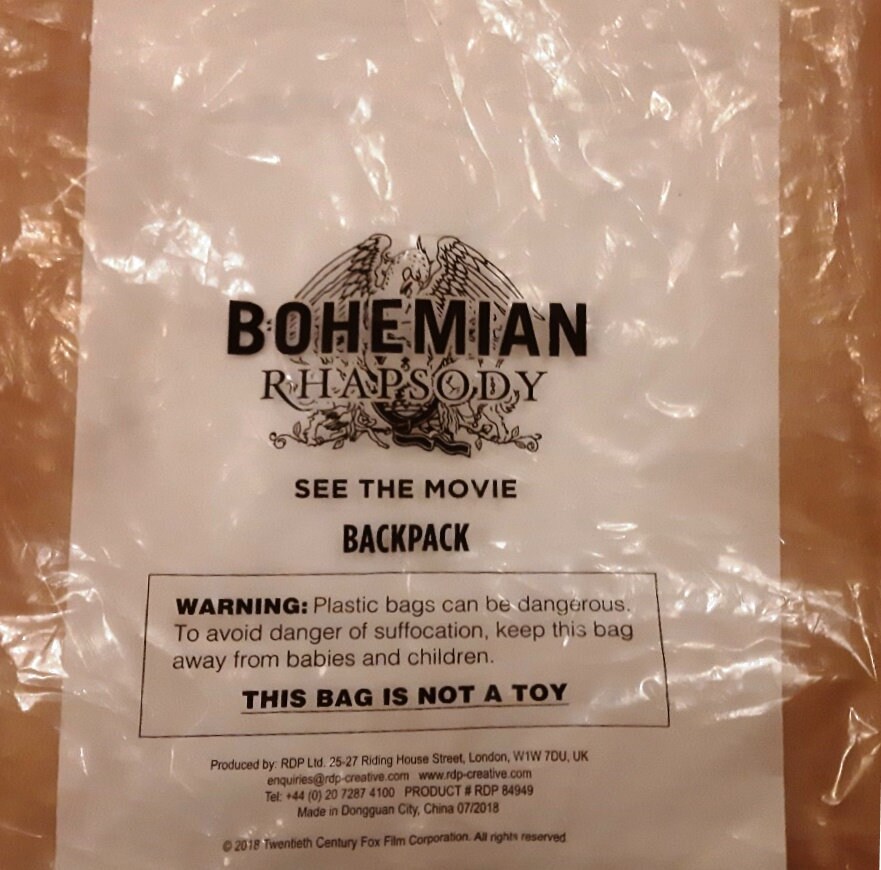 BOHEMIAN
RHAPSODY
SEE THE MOVIE
BACKPACK
WARNING: Plastic bags can be dangerous.
To avoid danger of suffocation, keep this bag
away from babies and children.
THIS BAG IS NOT A TOY
Produced by: RDP Ltd. 25-27 Riding House Street, London, W1W 7DU, UK
enquiries@rdp-creative.com www.rdp-creative.com
Tel: +44 (0) 20 7287 4100 PRODUCT # RDP 84949
Made in Dongguan City, China 07/2018
© 2018 Twentieth Century Fox Film Corporation. All rights reserved